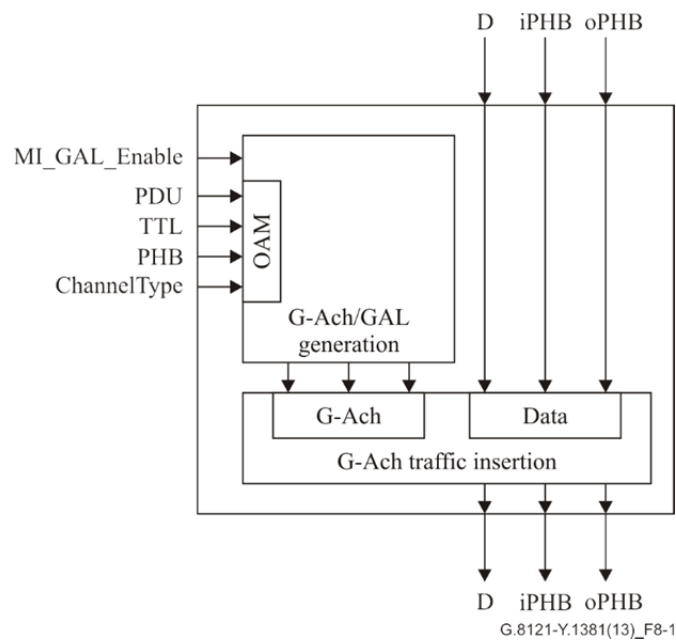 D iPHB oPHB
MI_GAL_Enable
PDU
TTL
PHB
ChannelType
OAM
G-Ach/GAL
generation
G-Ach Data
G-Ach traffic insertion
D iPHB oPHB
G.8121-Y.1381(13)_F8-1